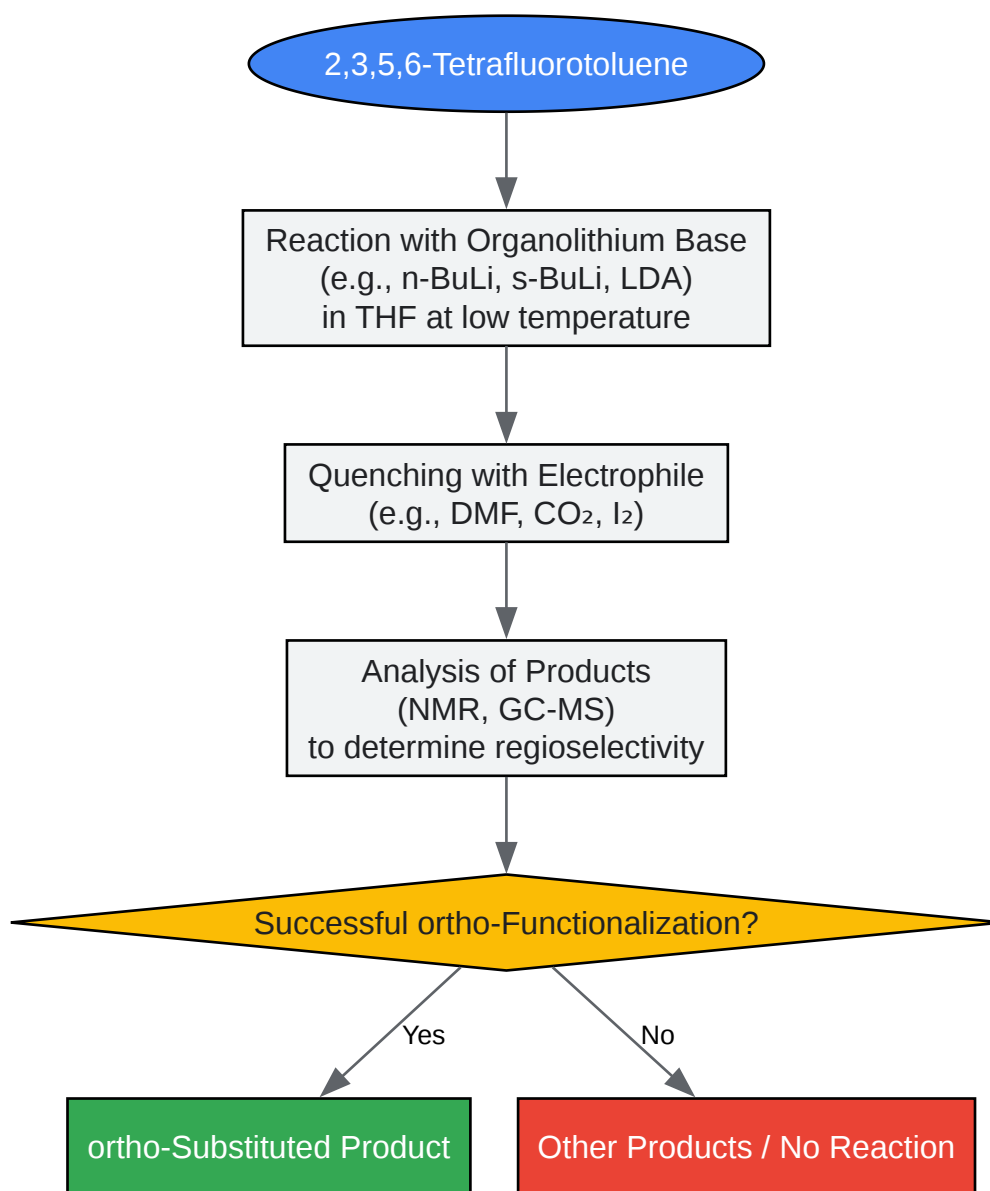 2,3,5,6-Tetrafluorotoluene
Reaction with Organolithium Base
(e.g., n-BuLi, s-BuLi, LDA)
in THF at low temperature
Quenching with Electrophile
(e.g., DMF, CO₂, I₂)
Analysis of Products
(NMR, GC-MS)
to determine regioselectivity
Successful ortho-Functionalization?
Yes
No
ortho-Substituted Product
Other Products / No Reaction